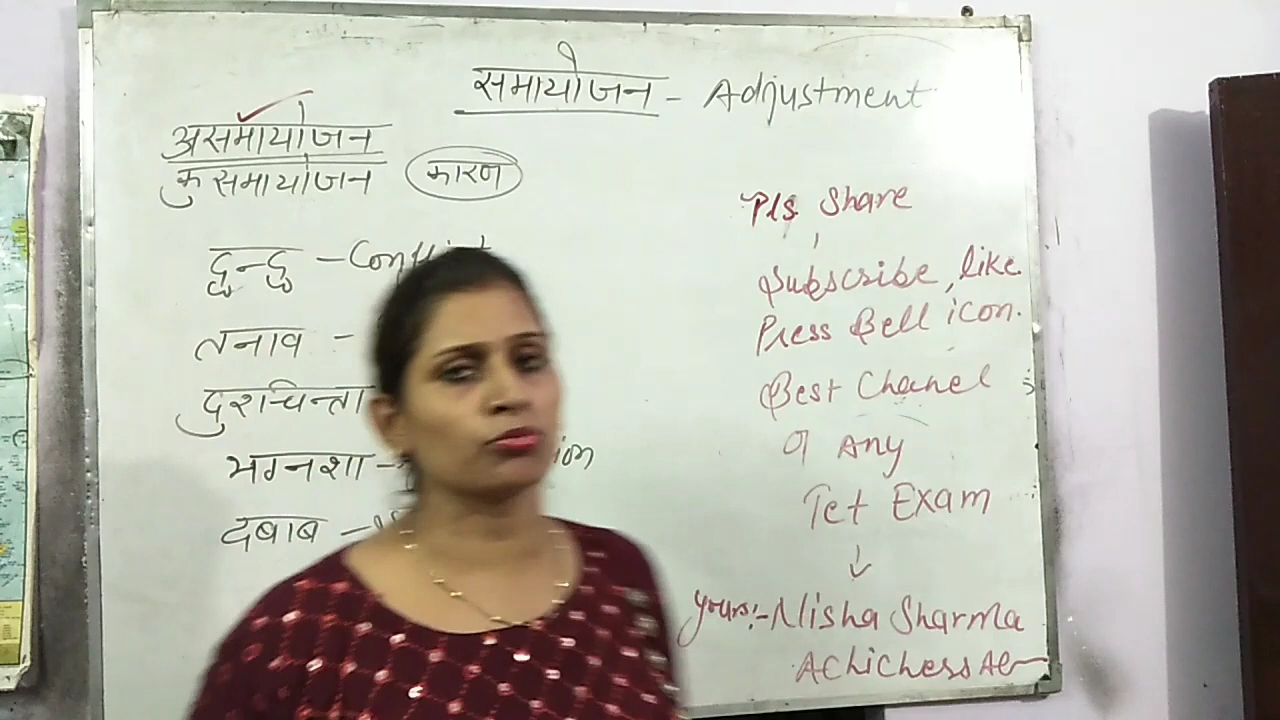 समायोजन - Adjustment
असमायोजन
कुसमायोजन
कारण
द्वन्द्व -
तनाव -
दुश्चिन्ता
भग्नशा -
दबाब -
Pls Share
Subscribe, like
Press Bell icon.
Best Chanel
Of Any
Tet Exam
Yours:- Nisha Sharma